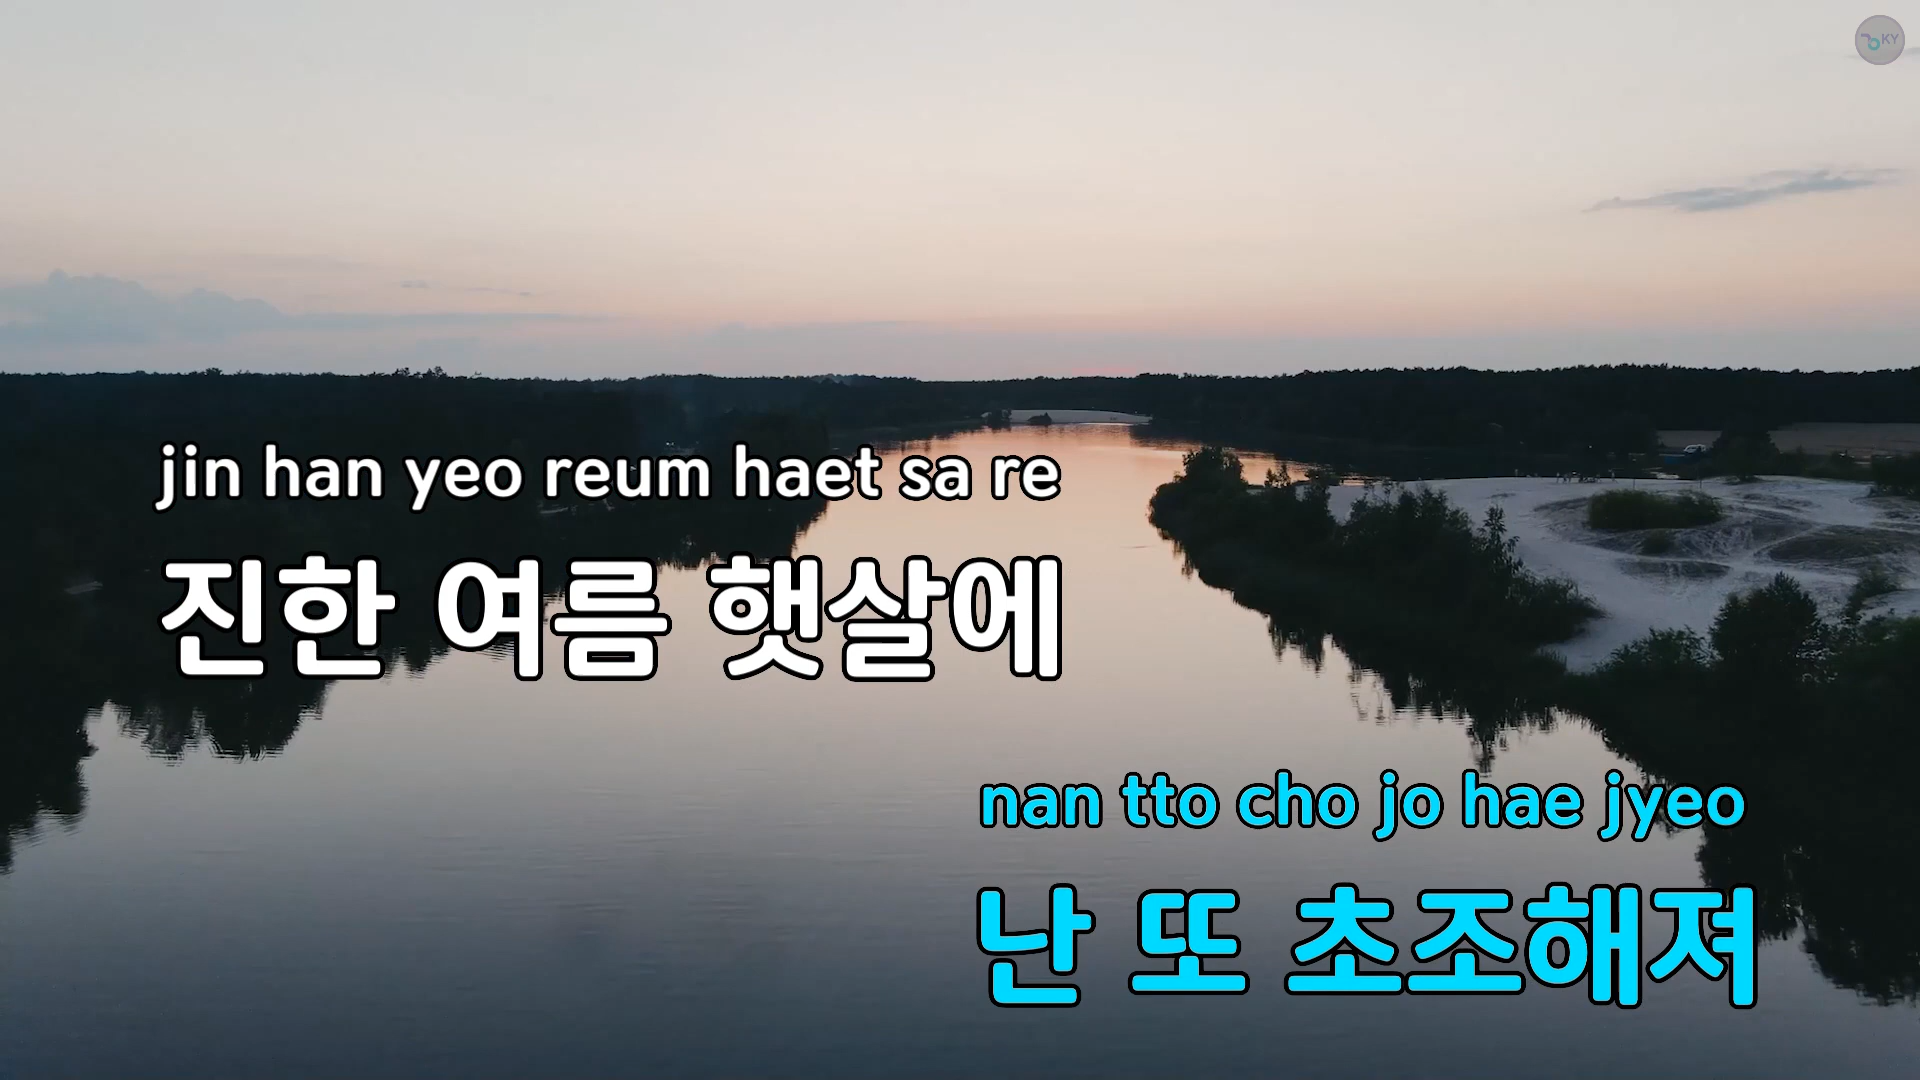 KY
jin han yeo reum haet sa re
진한 여름 햇살에
nan tto cho jo hae jyeo
난 또 초조해져